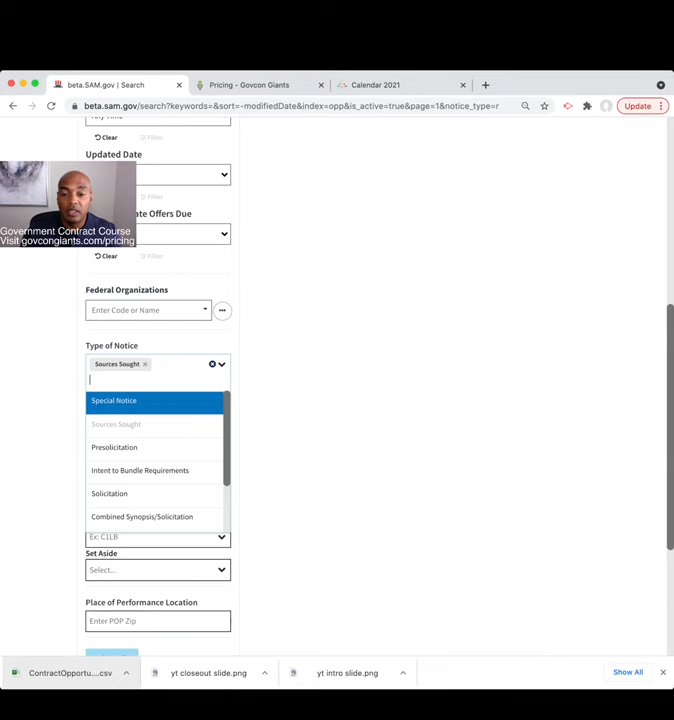 beta.SAM.gov | Search
Pricing - Govcon Giants
Calendar 2021
beta.sam.gov/search?keywords=&sort=-modifiedDate&index=opp&is_active=true&page=1&notice_type=r
Update
Any Time
Clear
Filter
Updated Date
Filter
ate Offers Due
Government Contract Course
Visit govcongiants.com/pricing
Clear
Filter
Federal Organizations
Enter Code or Name
Type of Notice
Sources Sought
Special Notice
Sources Sought
Presolicitation
Intent to Bundle Requirements
Solicitation
Combined Synopsis/Solicitation
Ex: C1LB
Set Aside
Select...
Place of Performance Location
Enter POP Zip
ContractOpportu....csv
yt closeout slide.png
yt intro slide.png
Show All